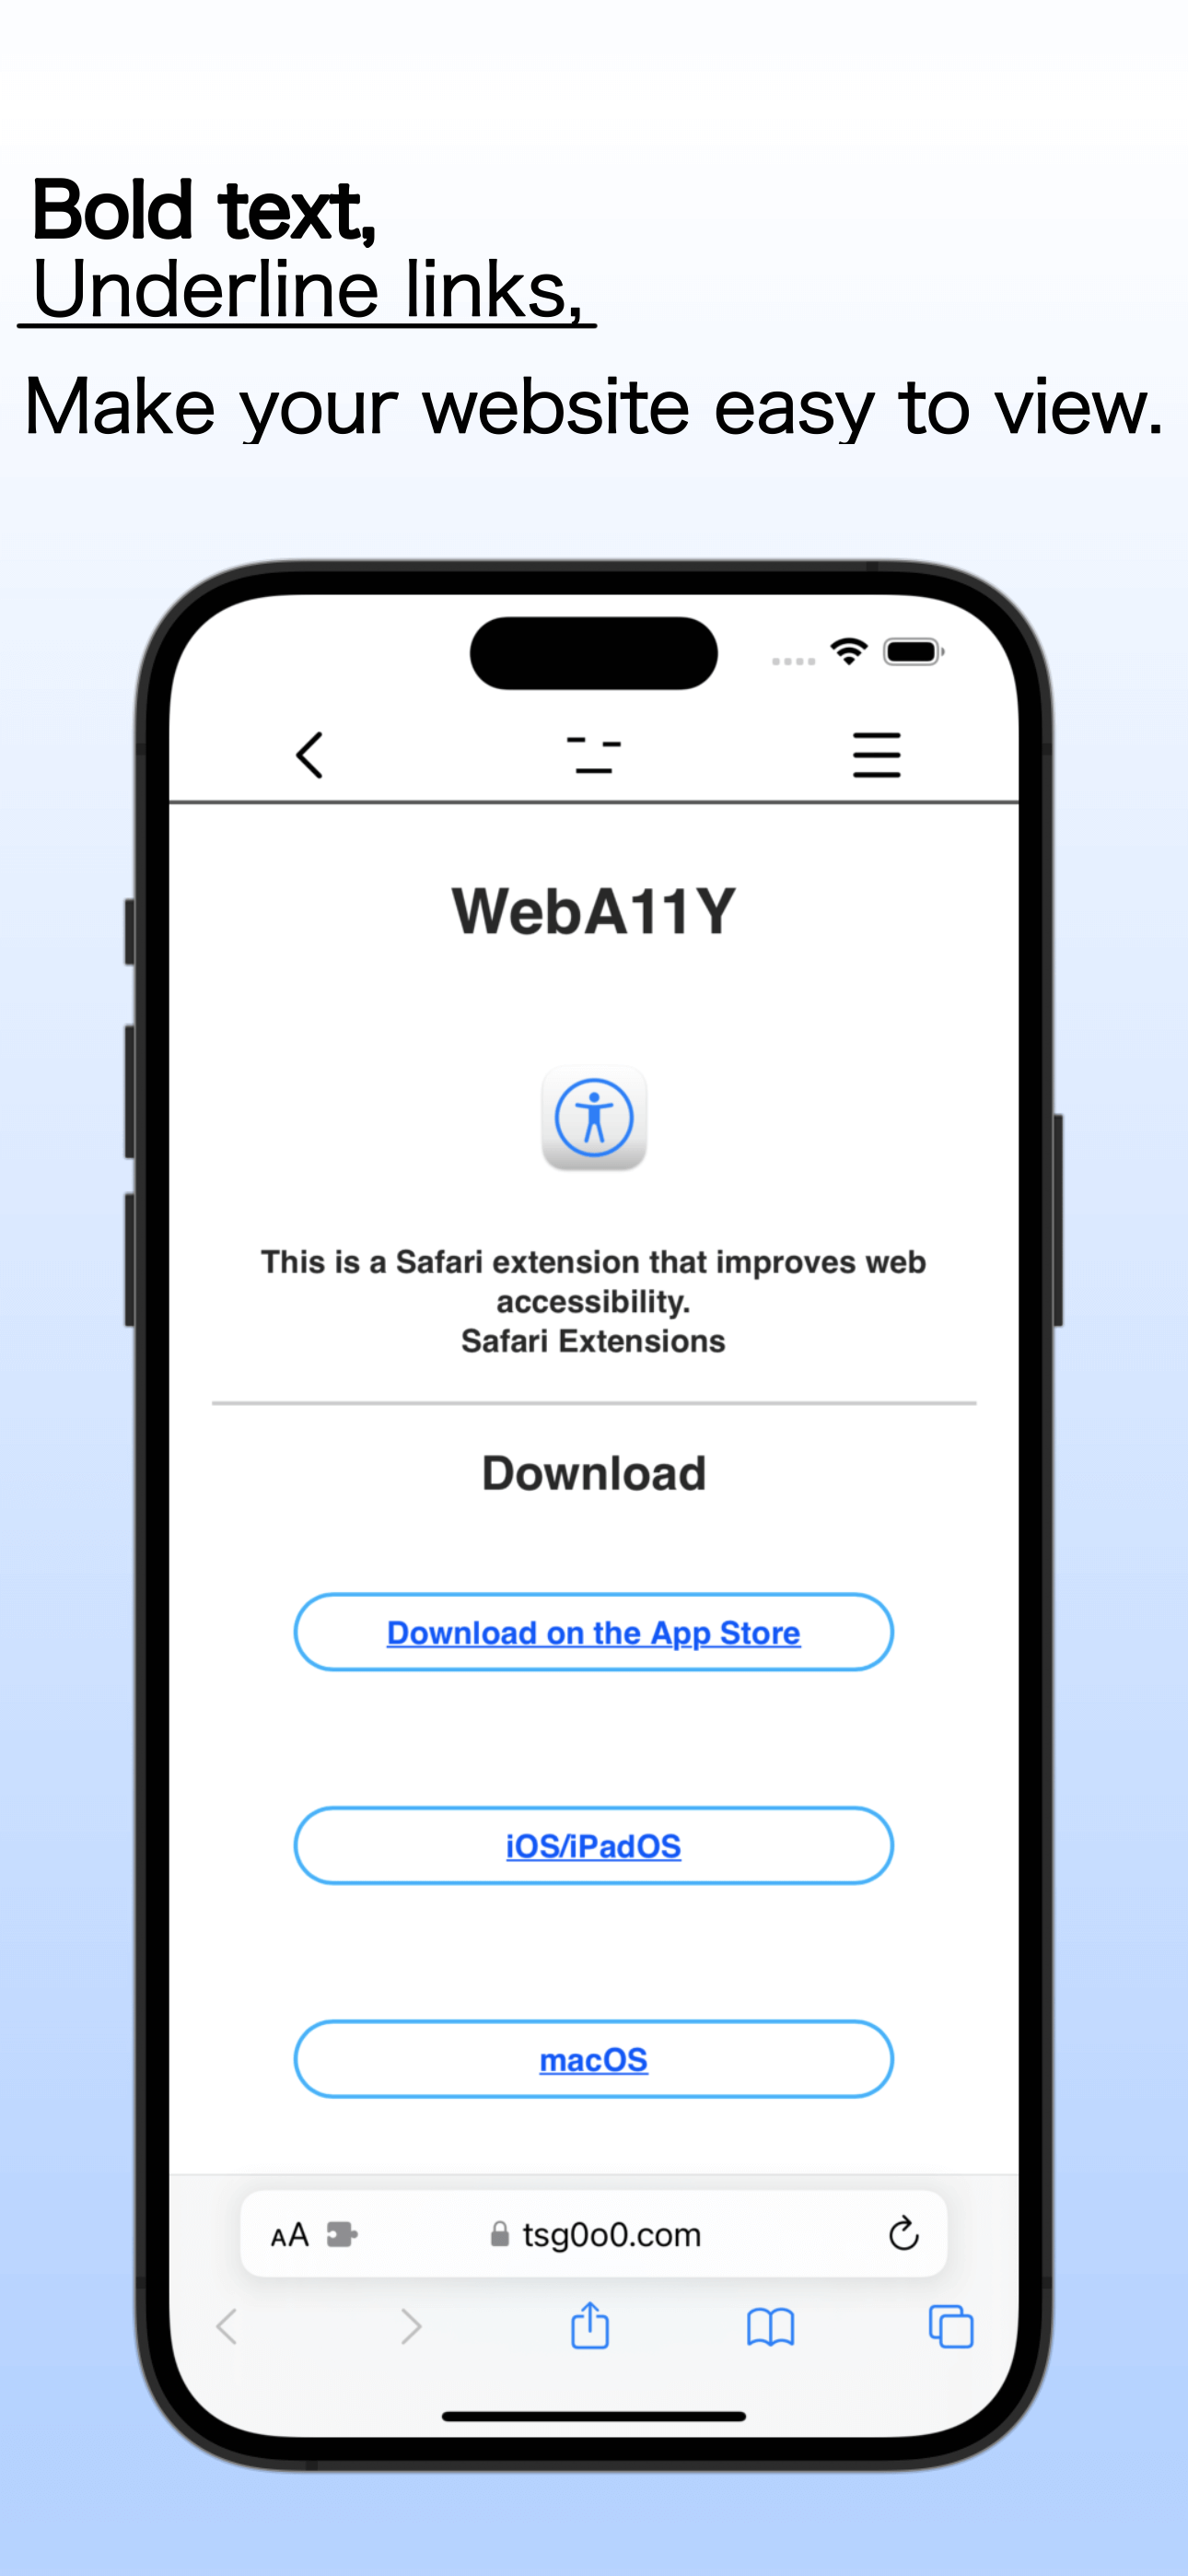 Bold text,
Underline links,
Make your website easy to view.
WebA11Y
This is a Safari extension that improves web
accessibility.
Safari Extensions
Download
Download on the App Store
iOS/iPadOS
macOS
AA
tsg0o0.com